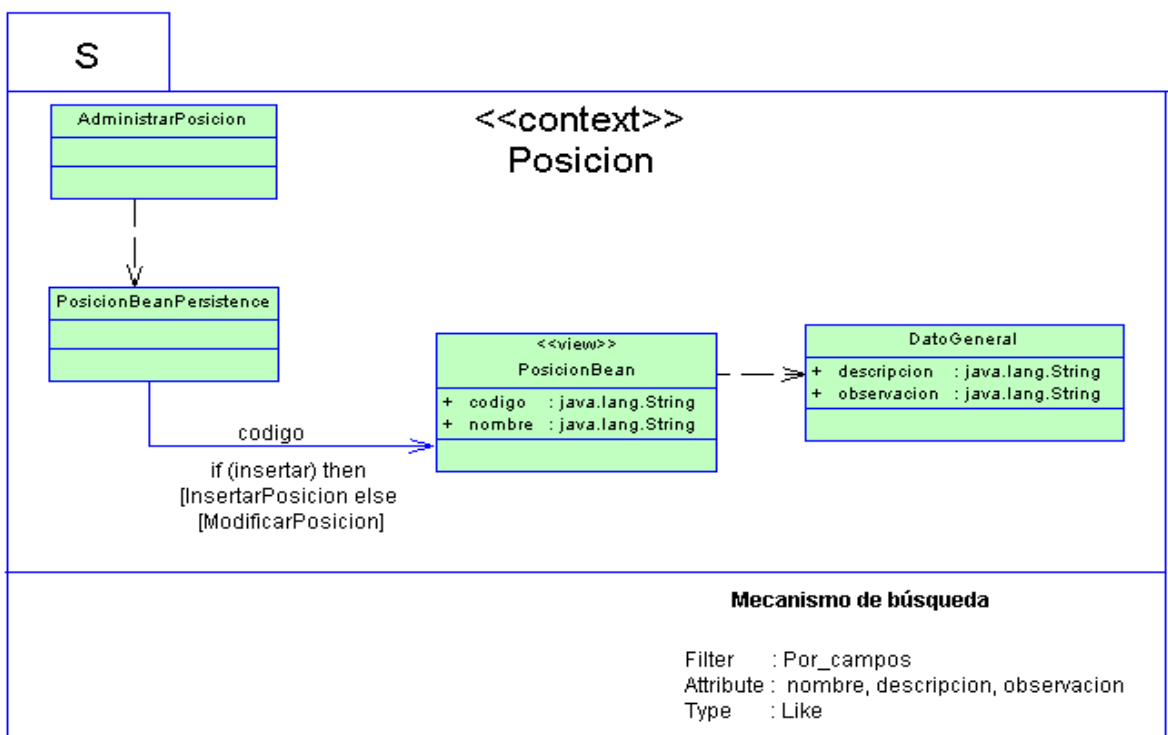 S
<<context>>
Posicion
AdministrarPosicion
PosicionBeanPersistence
codigo
if (insertar) then
[InsertarPosicion else
[ModificarPosicion]
<<view>>
PosicionBean
+ codigo : java.lang.String
+ nombre : java.lang.String
DatoGeneral
+ descripcion : java.lang.String
+ observacion : java.lang.String
Mecanismo de búsqueda
Filter : Por_campos
Attribute : nombre, descripcion, observacion
Type : Like